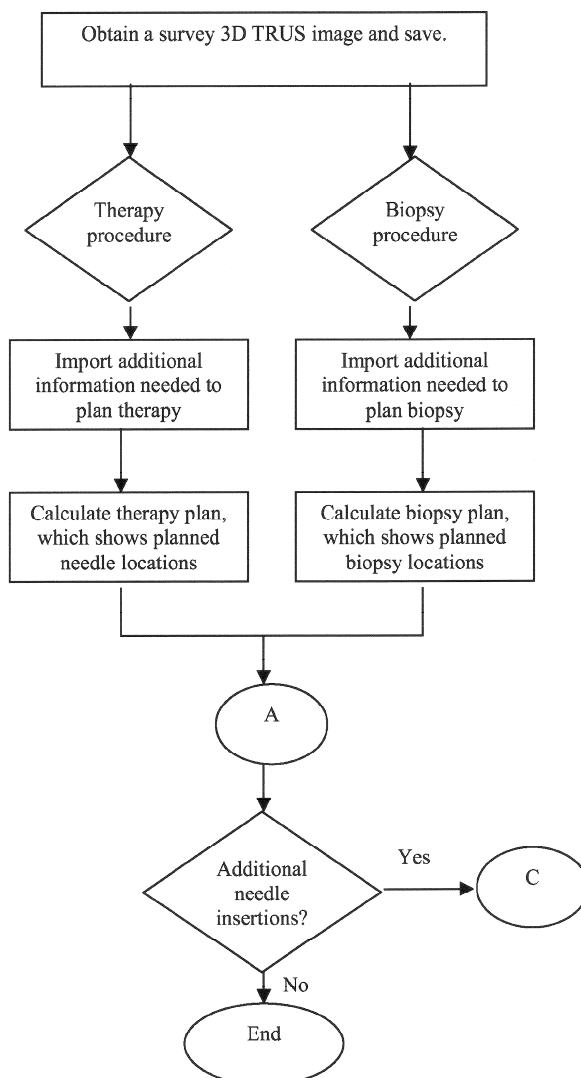 Obtain a survey 3D TRUS image and save.
Therapy
procedure
Biopsy
procedure
Import additional
information needed to
plan therapy
Import additional
information needed to
plan biopsy
Calculate therapy plan,
which shows planned
needle locations
Calculate biopsy plan,
which shows planned
biopsy locations
A
Additional
needle
insertions?
Yes
C
No
End